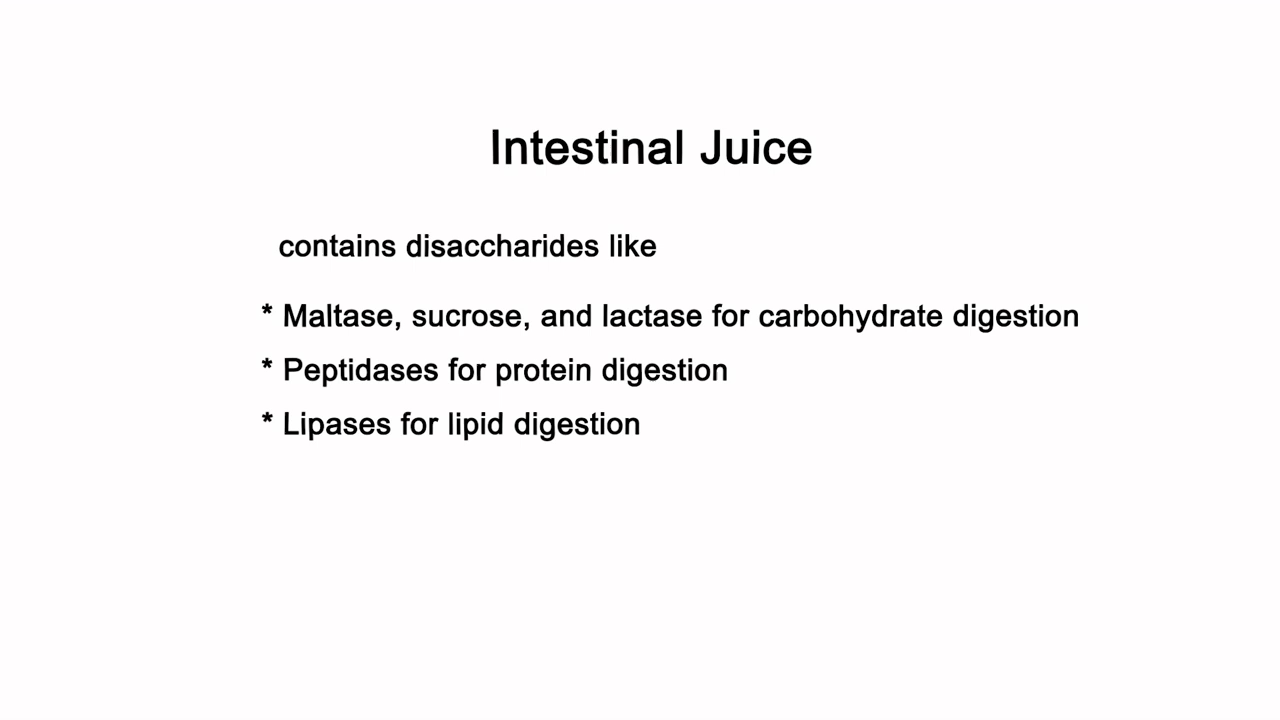 Intestinal Juice
contains disaccharides like
* Maltase, sucrose, and lactase for carbohydrate digestion
* Peptidases for protein digestion
* Lipases for lipid digestion